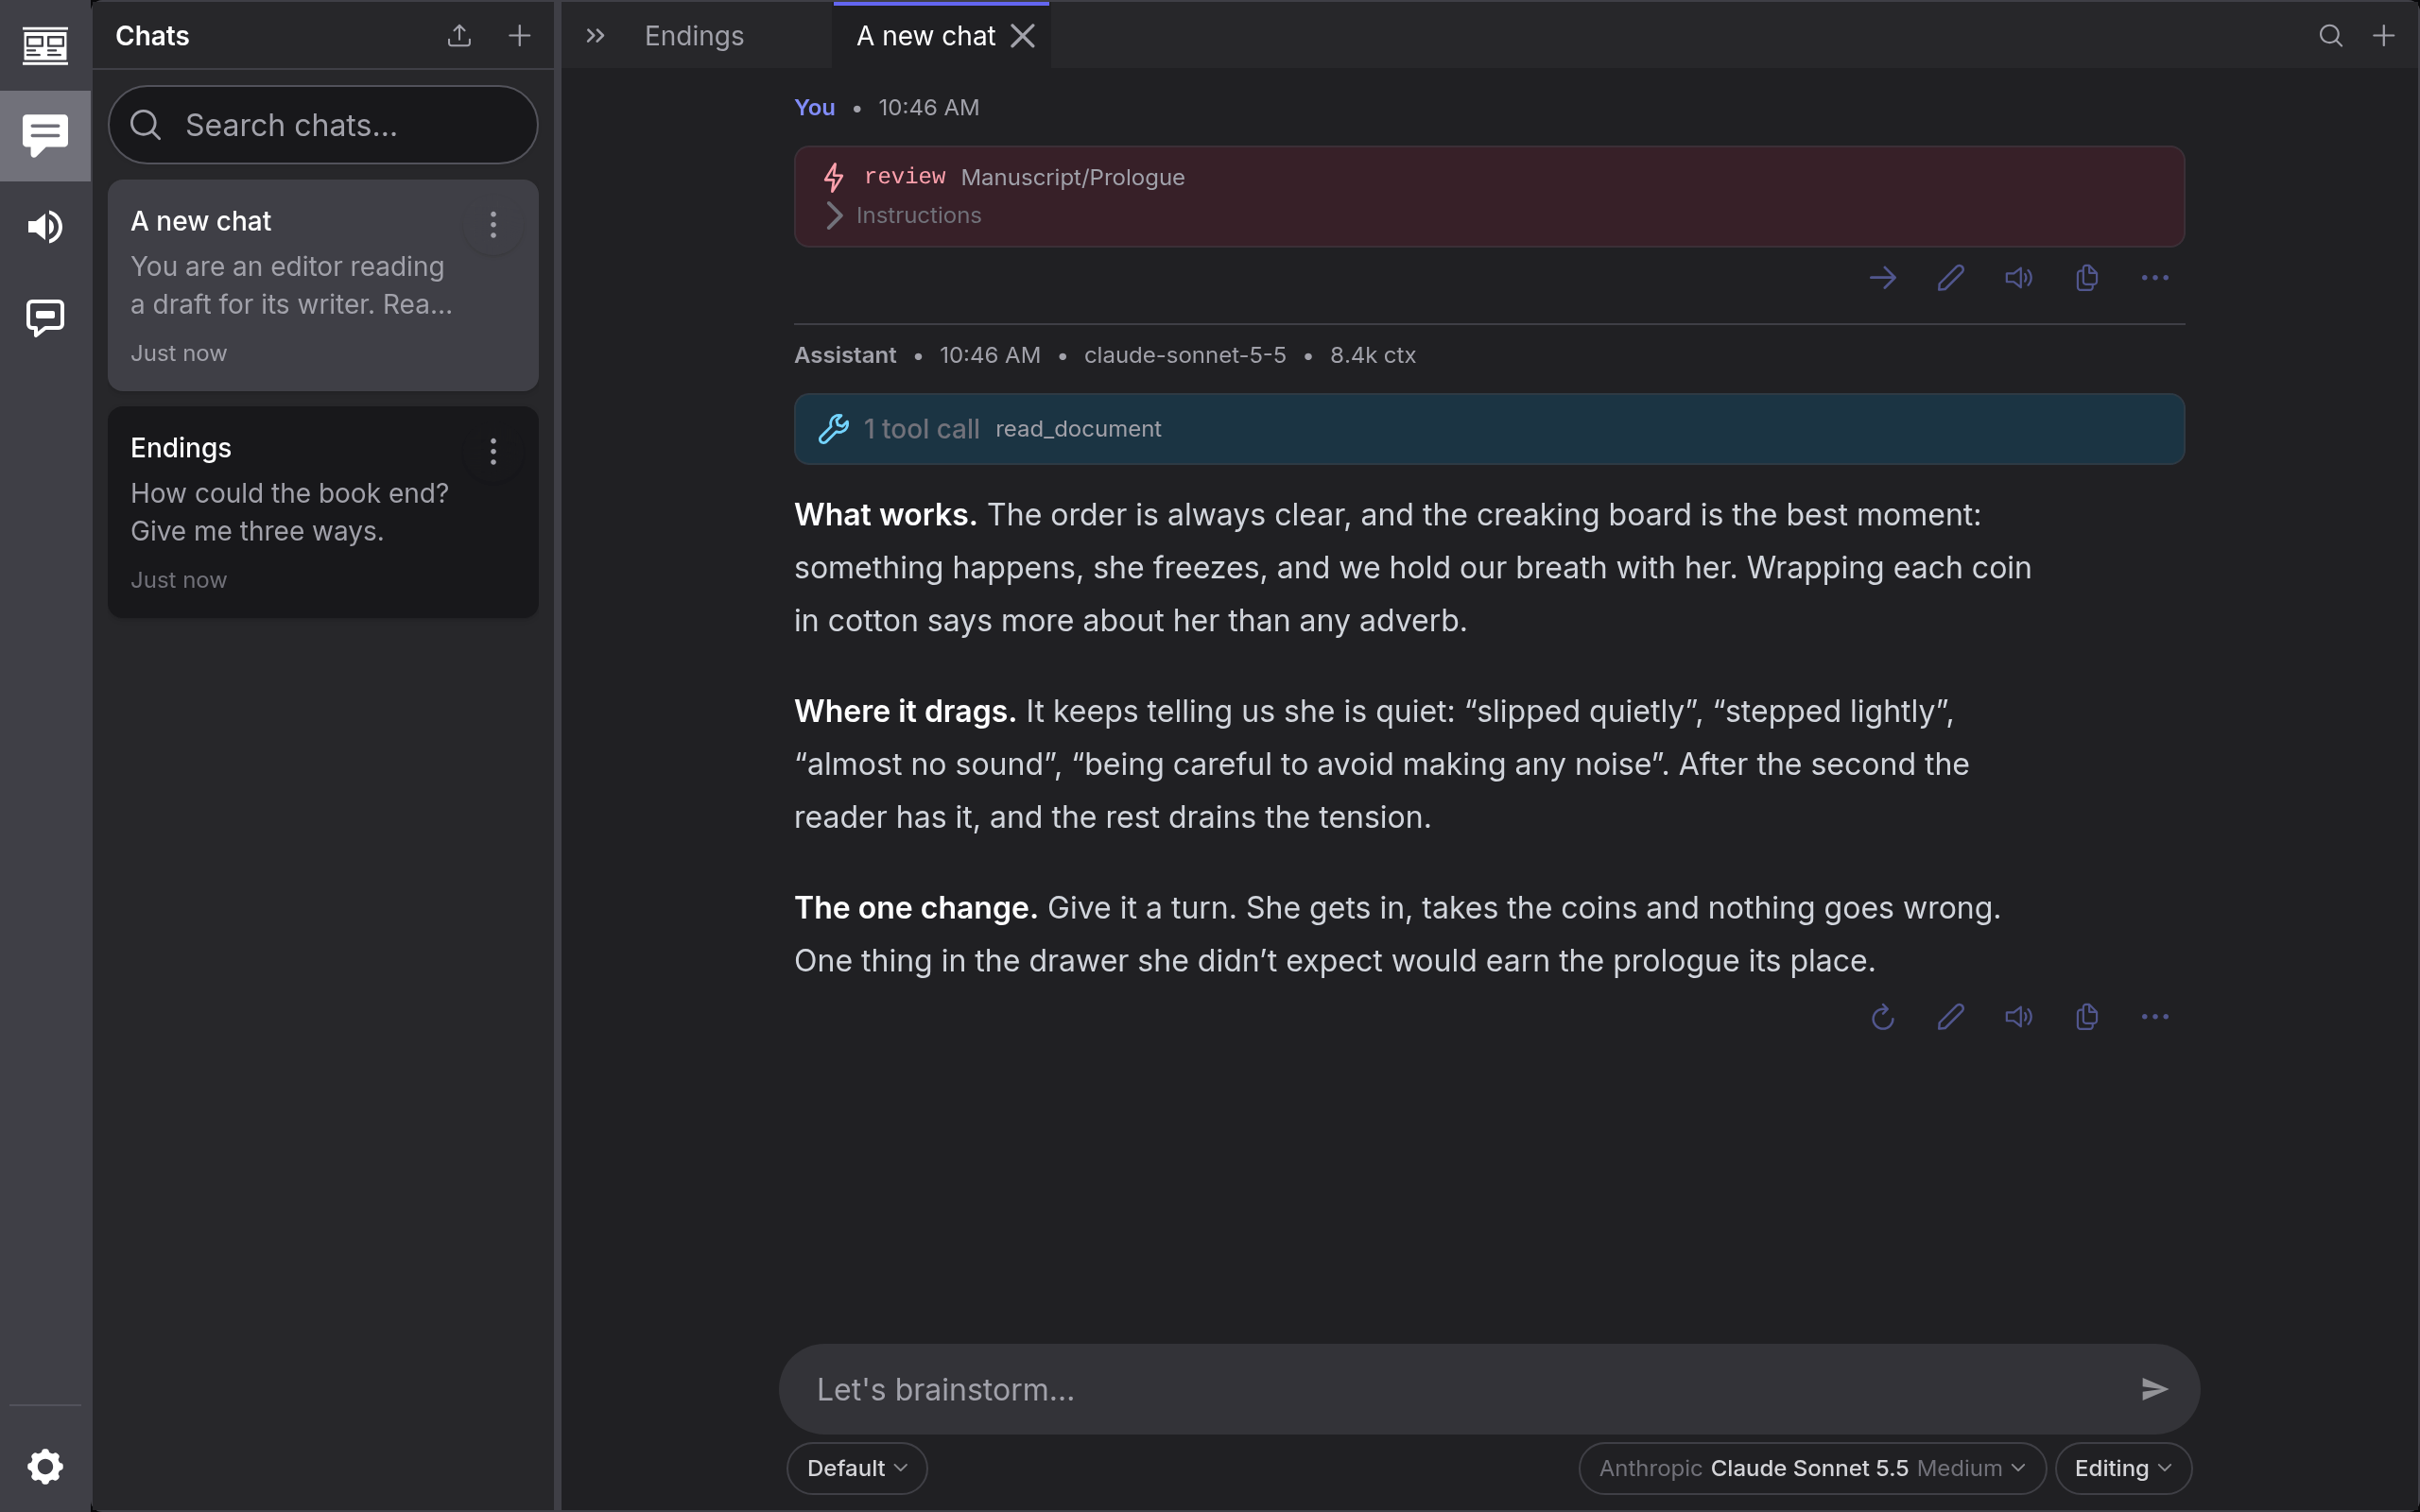 Chats
Search chats...
A new chat
You are an editor reading
a draft for its writer. Rea...
Just now
Endings
How could the book end?
Give me three ways.
Just now
Endings
A new chat
You • 10:46 AM
review Manuscript/Prologue
Instructions
Assistant • 10:46 AM • claude-sonnet-5-5 • 8.4k ctx
1 tool call read_document
What works. The order is always clear, and the creaking board is the best moment:
something happens, she freezes, and we hold our breath with her. Wrapping each coin
in cotton says more about her than any adverb.
Where it drags. It keeps telling us she is quiet: “slipped quietly”, “stepped lightly”,
“almost no sound”, “being careful to avoid making any noise”. After the second the
reader has it, and the rest drains the tension.
The one change. Give it a turn. She gets in, takes the coins and nothing goes wrong.
One thing in the drawer she didn’t expect would earn the prologue its place.
Let's brainstorm...
Default
Anthropic Claude Sonnet 5.5 Medium
Editing